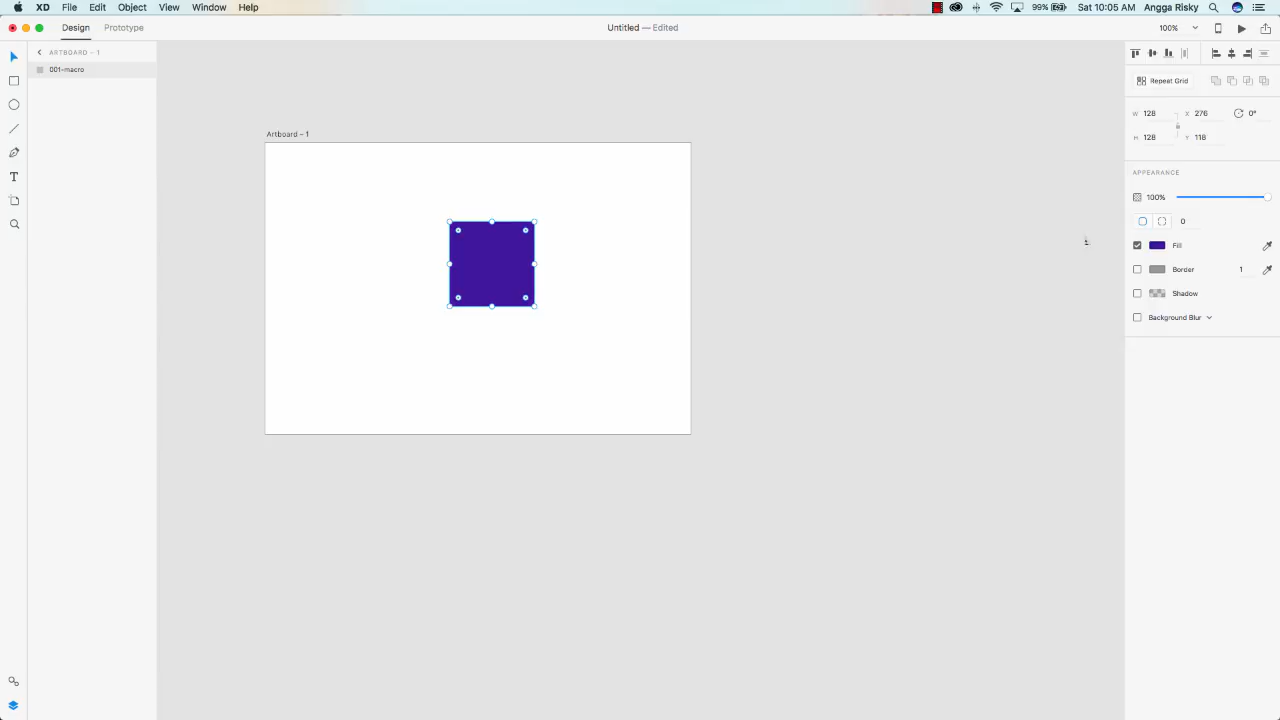 XD File Edit Object View Window Help 99% Sat 10:05 AM Angga Risky
Design Prototype Untitled — Edited 100%
ARTBOARD – 1
001-macro
Repeat Grid
W 128 X 276 0°
H 128 Y 118
Artboard – 1
APPEARANCE
100%
0
Fill
Border 1
Shadow
Background Blur
T